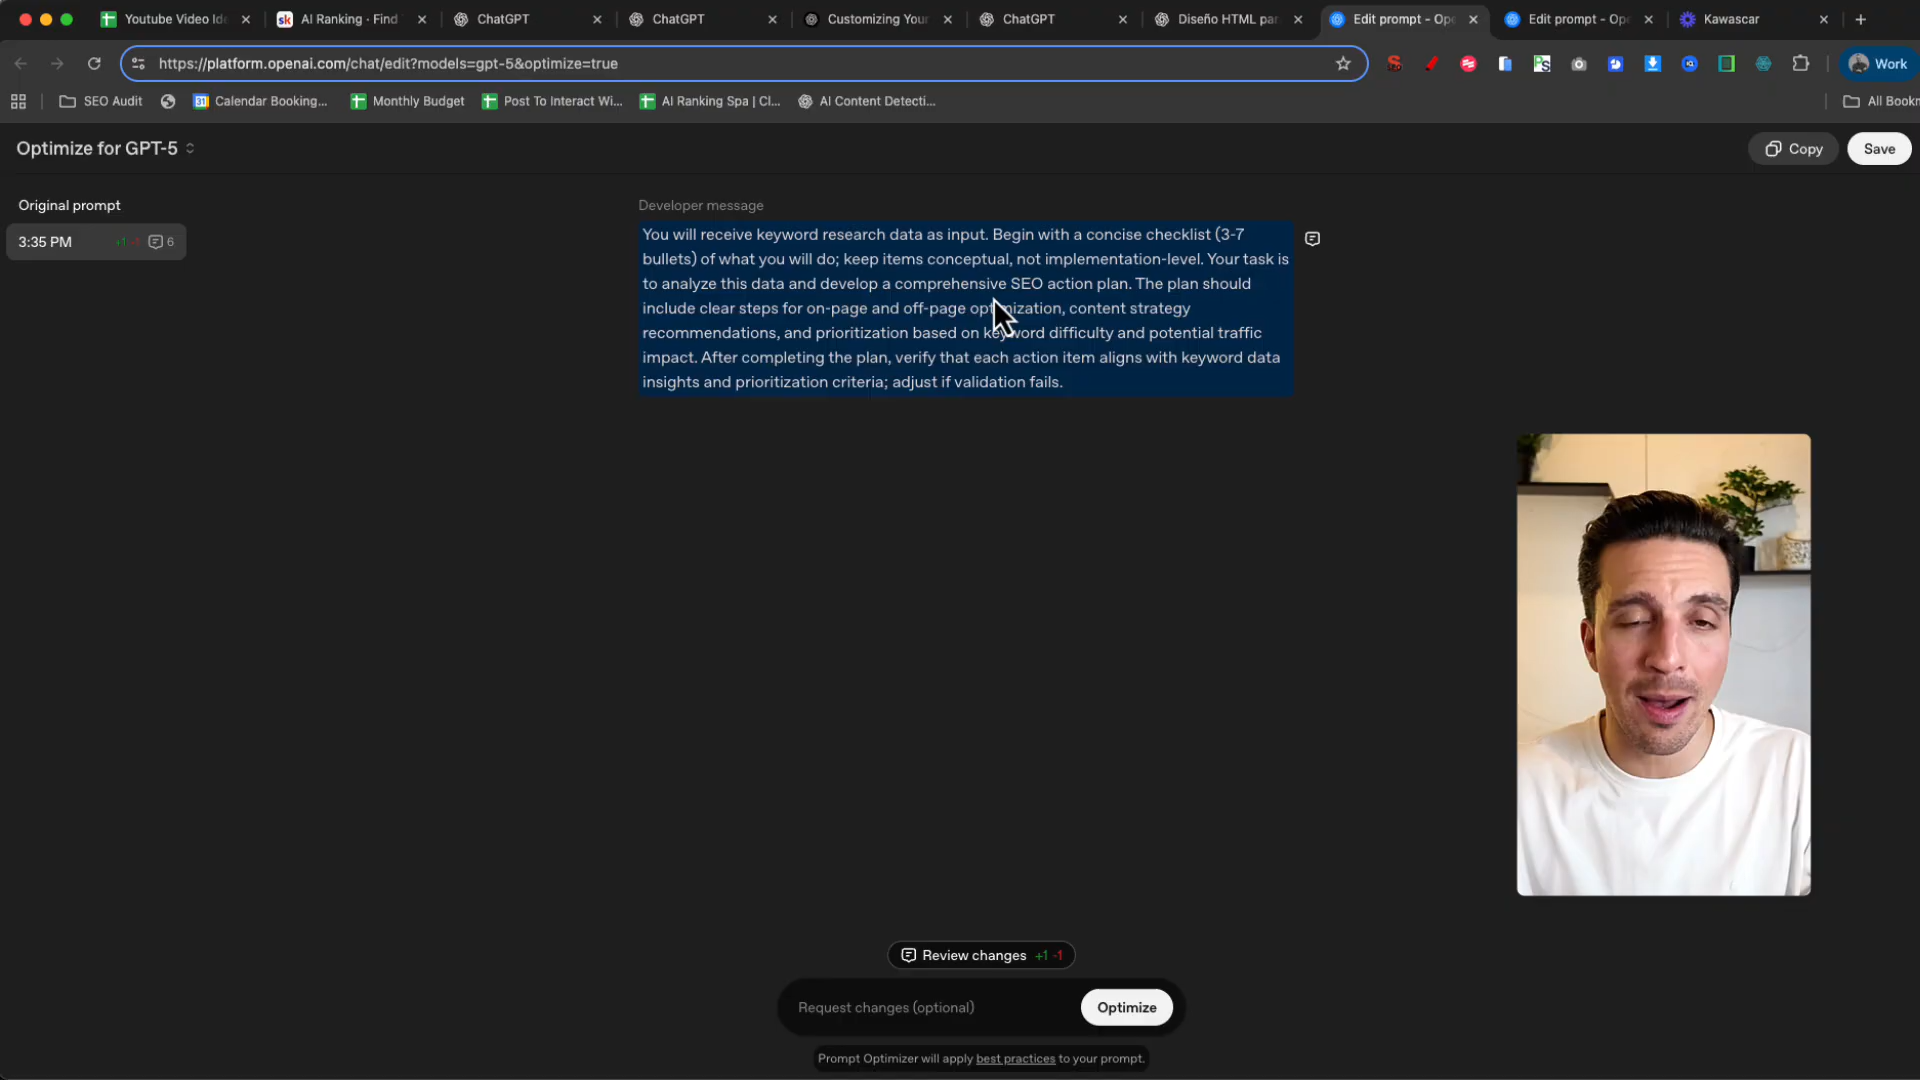 Youtube Video Id
AI Ranking · Find
ChatGPT
ChatGPT
Customizing Your
ChatGPT
Diseño HTML par
Edit prompt - Ope
Edit prompt - Ope
Kawascar
https://platform.openai.com/chat/edit?models=gpt-5&optimize=true
Work
SEO Audit
Calendar Booking...
Monthly Budget
Post To Interact Wi...
AI Ranking Spa | Cl...
AI Content Detecti...
All Bookm
Optimize for GPT-5
Copy
Save
Original prompt
3:35 PM +1 -1 6
Developer message
You will receive keyword research data as input. Begin with a concise checklist (3-7
bullets) of what you will do; keep items conceptual, not implementation-level. Your task is
to analyze this data and develop a comprehensive SEO action plan. The plan should
include clear steps for on-page and off-page optimization, content strategy
recommendations, and prioritization based on keyword difficulty and potential traffic
impact. After completing the plan, verify that each action item aligns with keyword data
insights and prioritization criteria; adjust if validation fails.
Review changes +1 -1
Request changes (optional)
Optimize
Prompt Optimizer will apply best practices to your prompt.